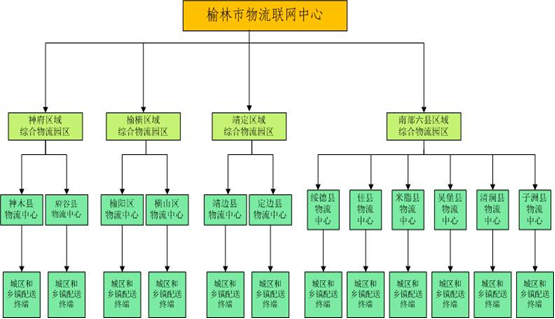 榆林市物流联网中心
神府区域
综合物流园区
榆横区域
综合物流园区
靖定区域
综合物流园区
南部六县区域
综合物流园区
神木县
物流中心
府谷县
物流中心
榆阳区
物流中心
横山区
物流中心
靖边县
物流中心
定边县
物流中心
绥德县
物流
中心
佳县
物流
中心
米脂县
物流
中心
吴堡县
物流
中心
清涧县
物流
中心
子洲县
物流
中心
城区和
乡镇配送
终端
城区和
乡镇配送
终端
城区和
乡镇配送
终端
城区和
乡镇配送
终端
城区和
乡镇配送
终端
城区和
乡镇配送
终端
城区和
乡镇配送
终端
城区和
乡镇配送
终端
城区和
乡镇配送
终端
城区和
乡镇配送
终端
城区和
乡镇配送
终端
城区和
乡镇配送
终端